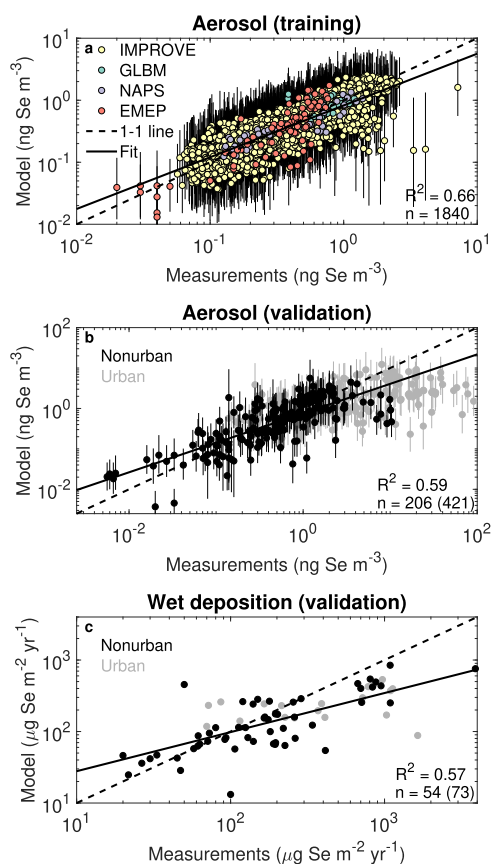 Aerosol (training)
a
IMPROVE
GLBM
NAPS
EMEP
1-1 line
Fit
R² = 0.66
n = 1840
Model (ng Se m⁻³)
10¹
10⁰
10⁻¹
10⁻²
10⁻²
10⁻¹
10⁰
10¹
Measurements (ng Se m⁻³)
Aerosol (validation)
b
Nonurban
Urban
R² = 0.59
n = 206 (421)
Model (ng Se m⁻³)
10²
10⁰
10⁻²
10⁻²
10⁰
10²
Measurements (ng Se m⁻³)
Wet deposition (validation)
c
Nonurban
Urban
R² = 0.57
n = 54 (73)
Model (μg Se m⁻² yr⁻¹)
10³
10²
10¹
10¹
10²
10³
Measurements (μg Se m⁻² yr⁻¹)